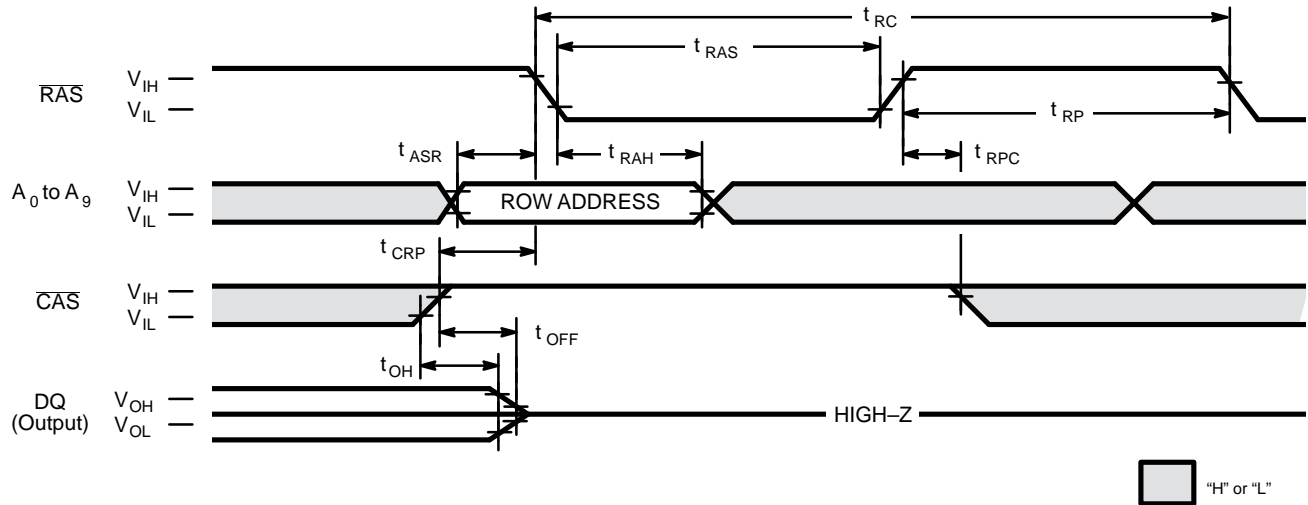 t RC
t RAS
RAS
V IH
V IL
t RP
t ASR
t RAH
t RPC
A 0 to A 9
V IH
V IL
ROW ADDRESS
t CRP
CAS
V IH
V IL
t OFF
t OH
DQ
(Output)
V OH
V OL
HIGH–Z
“H” or “L”